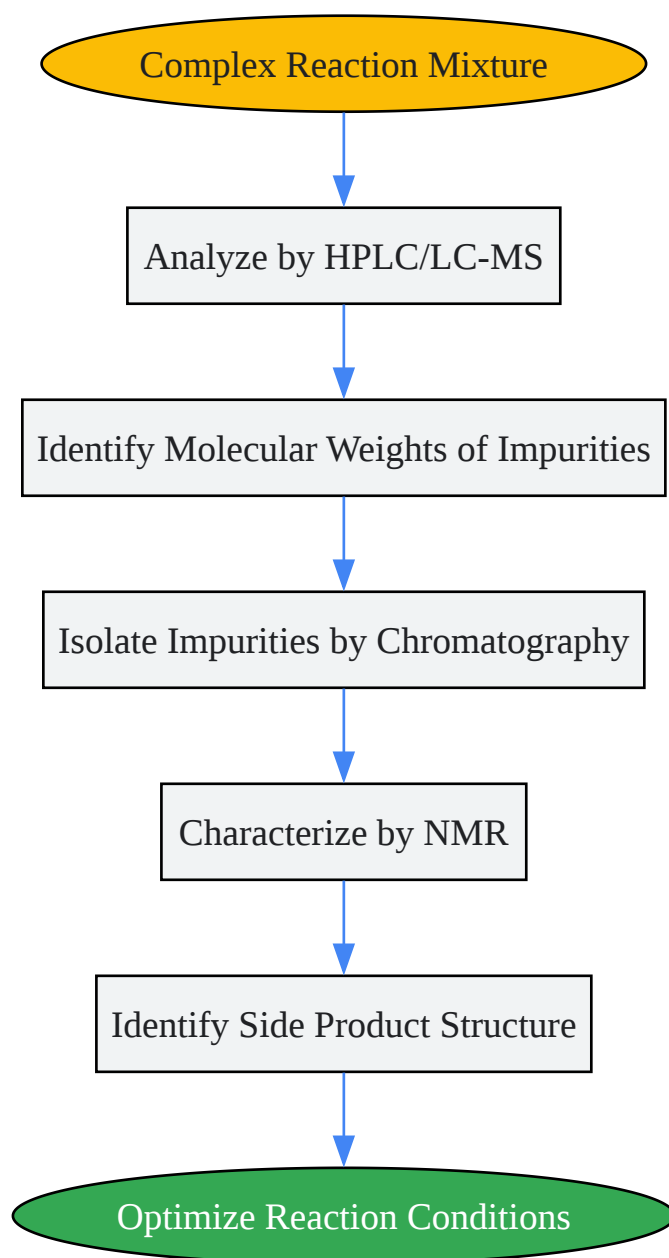 Complex Reaction Mixture
Analyze by HPLC/LC-MS
Identify Molecular Weights of Impurities
Isolate Impurities by Chromatography
Characterize by NMR
Identify Side Product Structure
Optimize Reaction Conditions